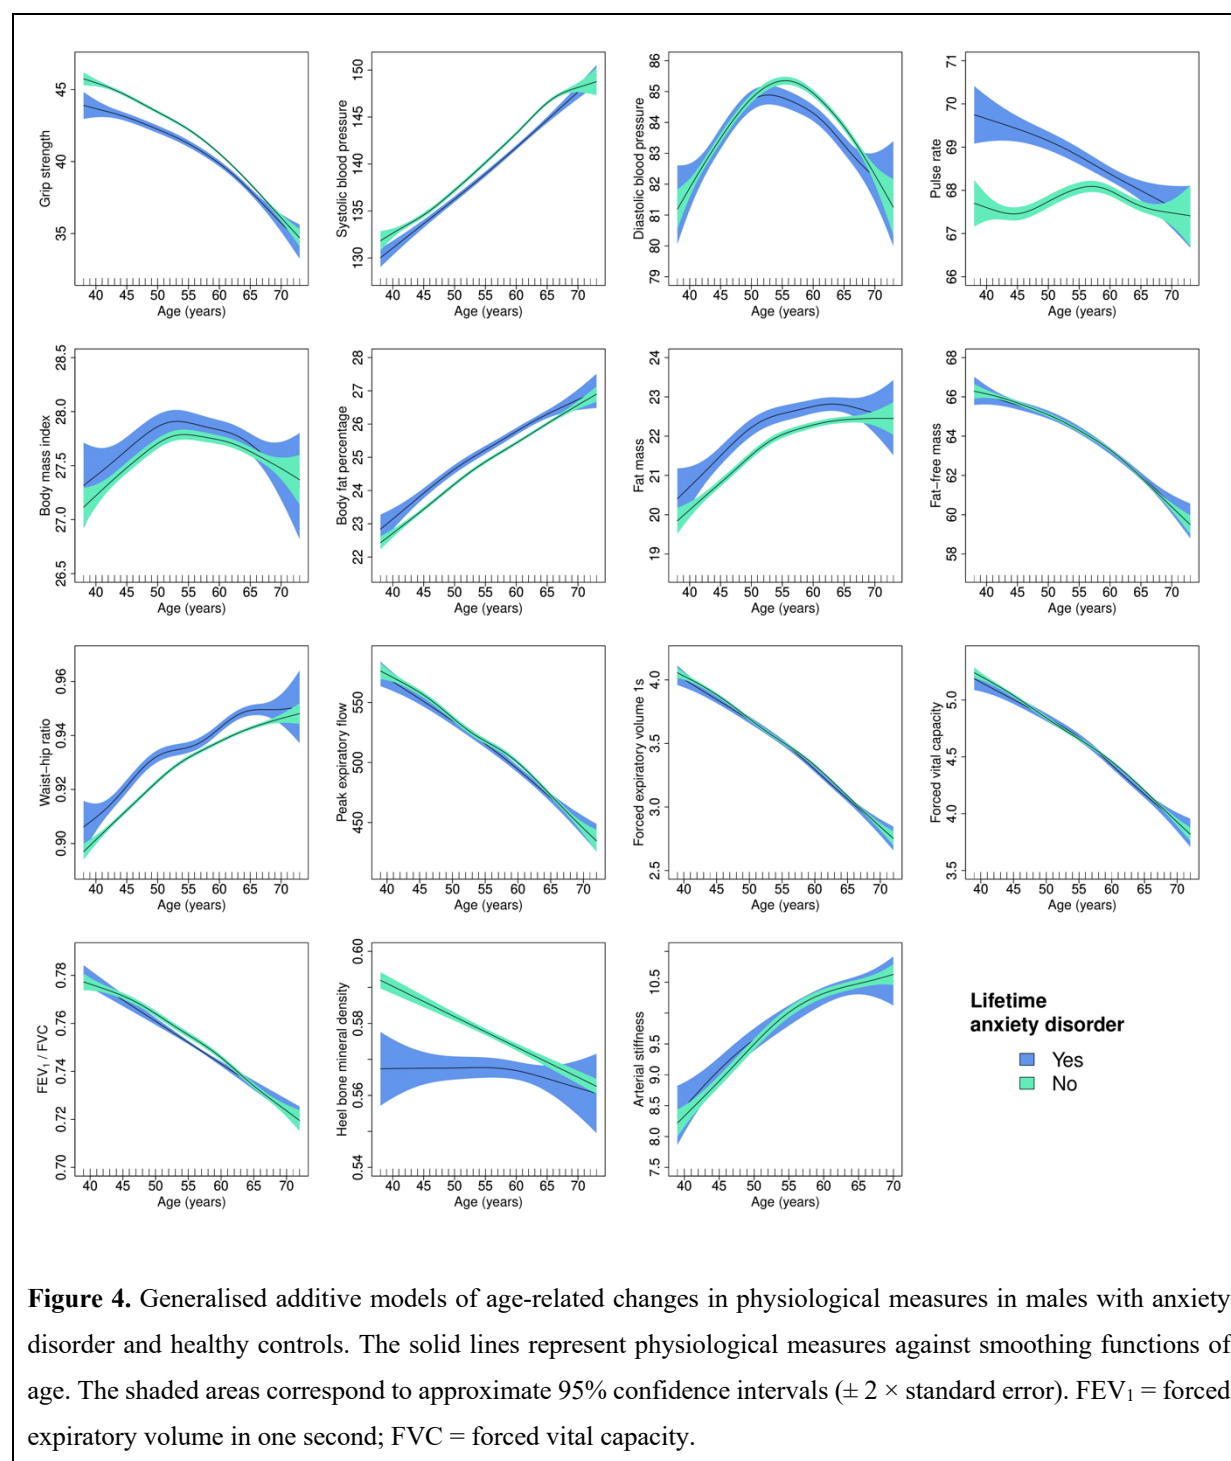 Grip strength
45
40
35
40 45 50 55 60 65 70
Age (years)
Systolic blood pressure
150
145
140
135
130
40 45 50 55 60 65 70
Age (years)
Diastolic blood pressure
86
85
84
83
82
81
80
79
40 45 50 55 60 65 70
Age (years)
Pulse rate
71
70
69
68
67
66
40 45 50 55 60 65 70
Age (years)
Body mass index
28.5
28.0
27.5
27.0
26.5
40 45 50 55 60 65 70
Age (years)
Body fat percentage
28
27
26
25
24
23
22
40 45 50 55 60 65 70
Age (years)
Fat mass
24
23
22
21
20
19
40 45 50 55 60 65 70
Age (years)
Fat−free mass
68
66
64
62
60
58
40 45 50 55 60 65 70
Age (years)
Waist−hip ratio
0.96
0.94
0.92
0.90
40 45 50 55 60 65 70
Age (years)
Peak expiratory flow
550
500
450
40 45 50 55 60 65 70
Age (years)
Forced expiratory volume 1s
4.0
3.5
3.0
2.5
40 45 50 55 60 65 70
Age (years)
Forced vital capacity
5.0
4.5
4.0
3.5
40 45 50 55 60 65 70
Age (years)
FEV₁ / FVC
0.78
0.76
0.74
0.72
0.70
40 45 50 55 60 65 70
Age (years)
Heel bone mineral density
0.60
0.58
0.56
0.54
40 45 50 55 60 65 70
Age (years)
Arterial stiffness
10.5
9.5
9.0
8.5
8.0
7.5
40 45 50 55 60 65 70
Age (years)
Lifetime
anxiety disorder
Yes
No
Figure 4. Generalised additive models of age-related changes in physiological measures in males with anxiety
disorder and healthy controls. The solid lines represent physiological measures against smoothing functions of
age. The shaded areas correspond to approximate 95% confidence intervals (± 2 × standard error). FEV₁ = forced
expiratory volume in one second; FVC = forced vital capacity.